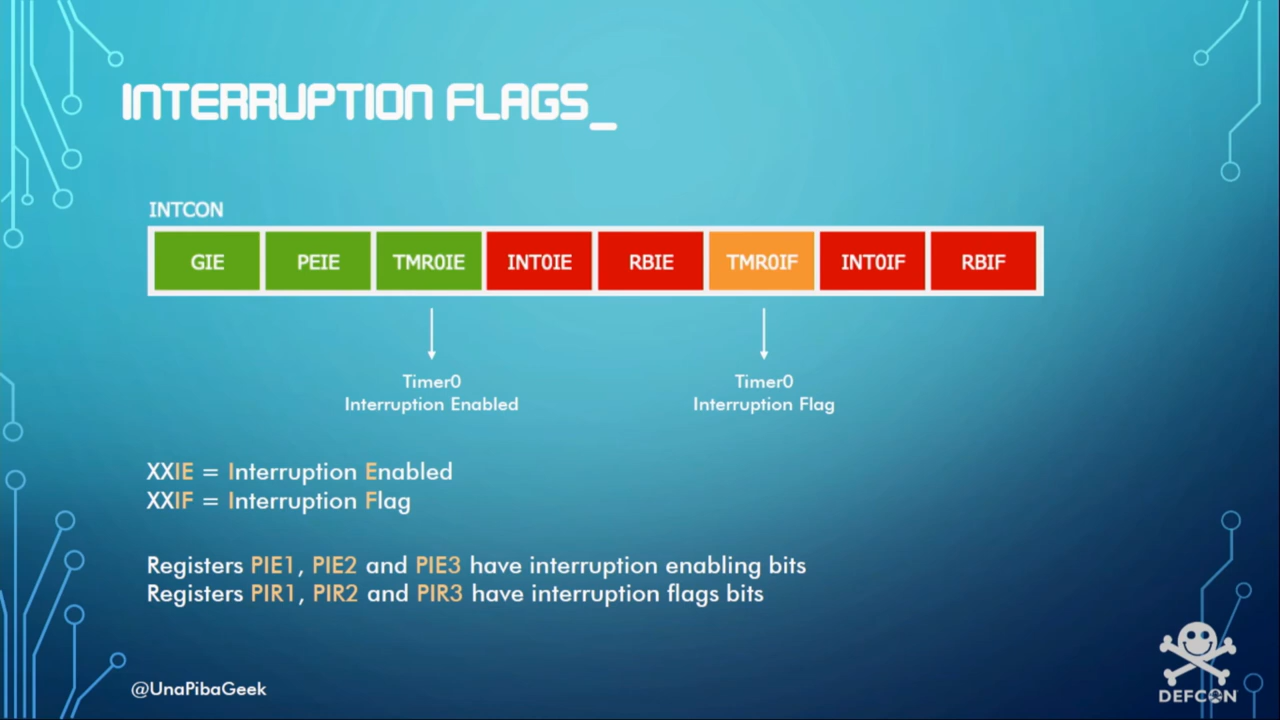 INTERRUPTION FLAGS_
INTCON
GIE PEIE TMR0IE INT0IE RBIE TMR0IF INT0IF RBIF
Timer0
Interruption Enabled
Timer0
Interruption Flag
XXIE = Interruption Enabled
XXIF = Interruption Flag
Registers PIE1, PIE2 and PIE3 have interruption enabling bits
Registers PIR1, PIR2 and PIR3 have interruption flags bits
@UnaPibaGeek
DEFCON